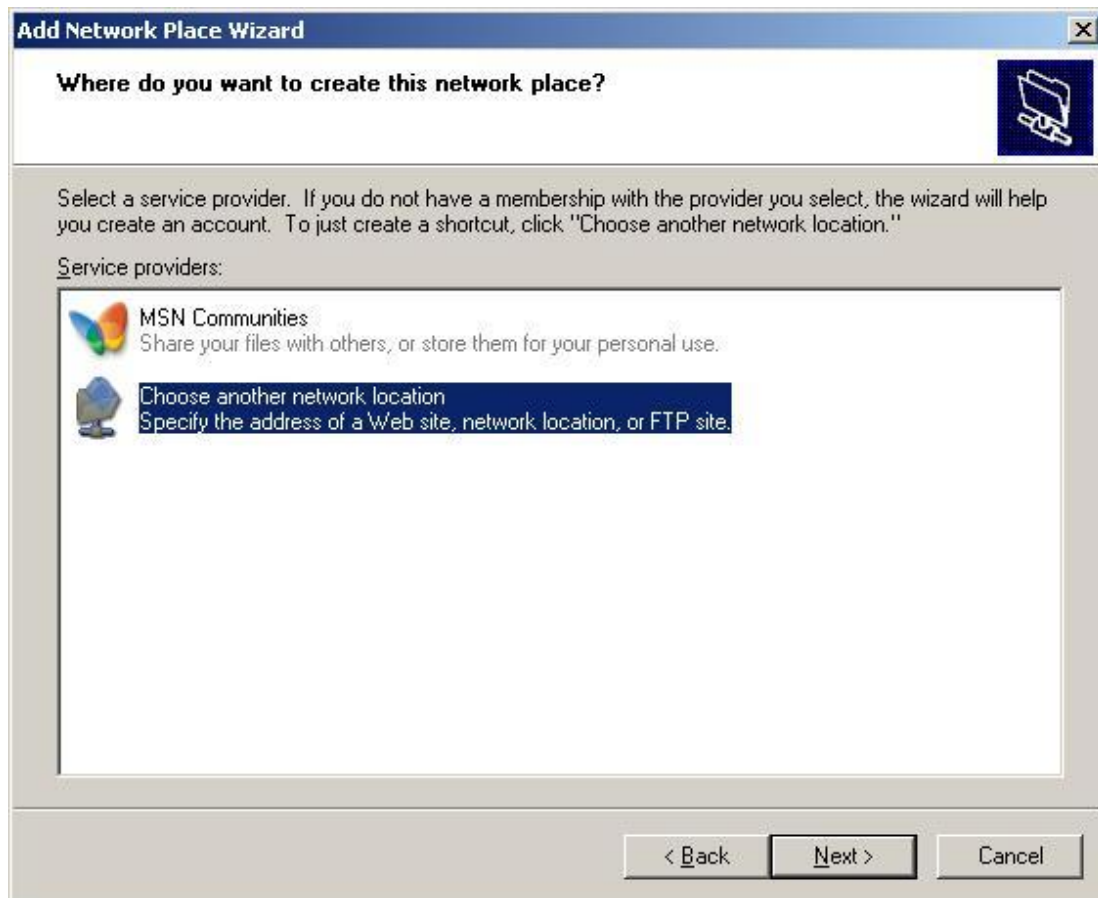 Add Network Place Wizard
Where do you want to create this network place?
Select a service provider. If you do not have a membership with the provider you select, the wizard will help
you create an account. To just create a shortcut, click "Choose another network location."
Service providers:
MSN Communities
Share your files with others, or store them for your personal use.
Choose another network location
Specify the address of a Web site, network location, or FTP site.
< Back Next > Cancel